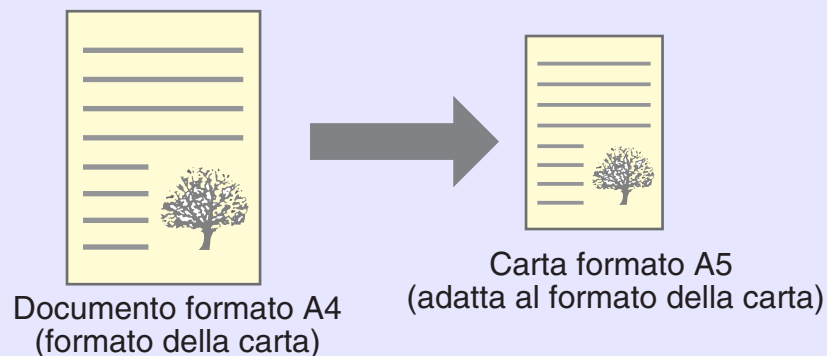 Documento formato A4
(formato della carta)
Carta formato A5
(adatta al formato della carta)